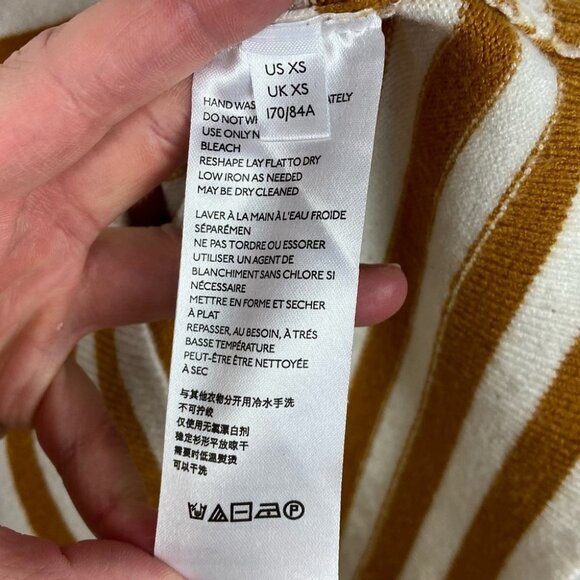 US XS
UK XS
170/84A
HAND WAS
DO NOT
USE ONLY
BLEACH
RESHAPE LAY FLAT TO DRY
LOW IRON AS NEEDED
MAY BE DRY CLEANED
LAVER À LA MAIN À L'EAU FROIDE
SÉPARÉMEN
NE PAS TORDRE OU ESSORER
UTILISER UN AGENT DE
BLANCHIMENT SANS CHLORE SI
NÉCESSAIRE
METTRE EN FORME ET SECHER
À PLAT
REPASSER, AU BESOIN, À TRÉS
BASSE TEMPÉRATURE
PEUT-ÊTRE ÊTRE NETTOYÉE
À SEC
与其他衣物分开用冷水手洗
不可拧绞
仅使用无氯漂白剂
稳定衫形平放晾干
需要时低温熨烫
可以干洗